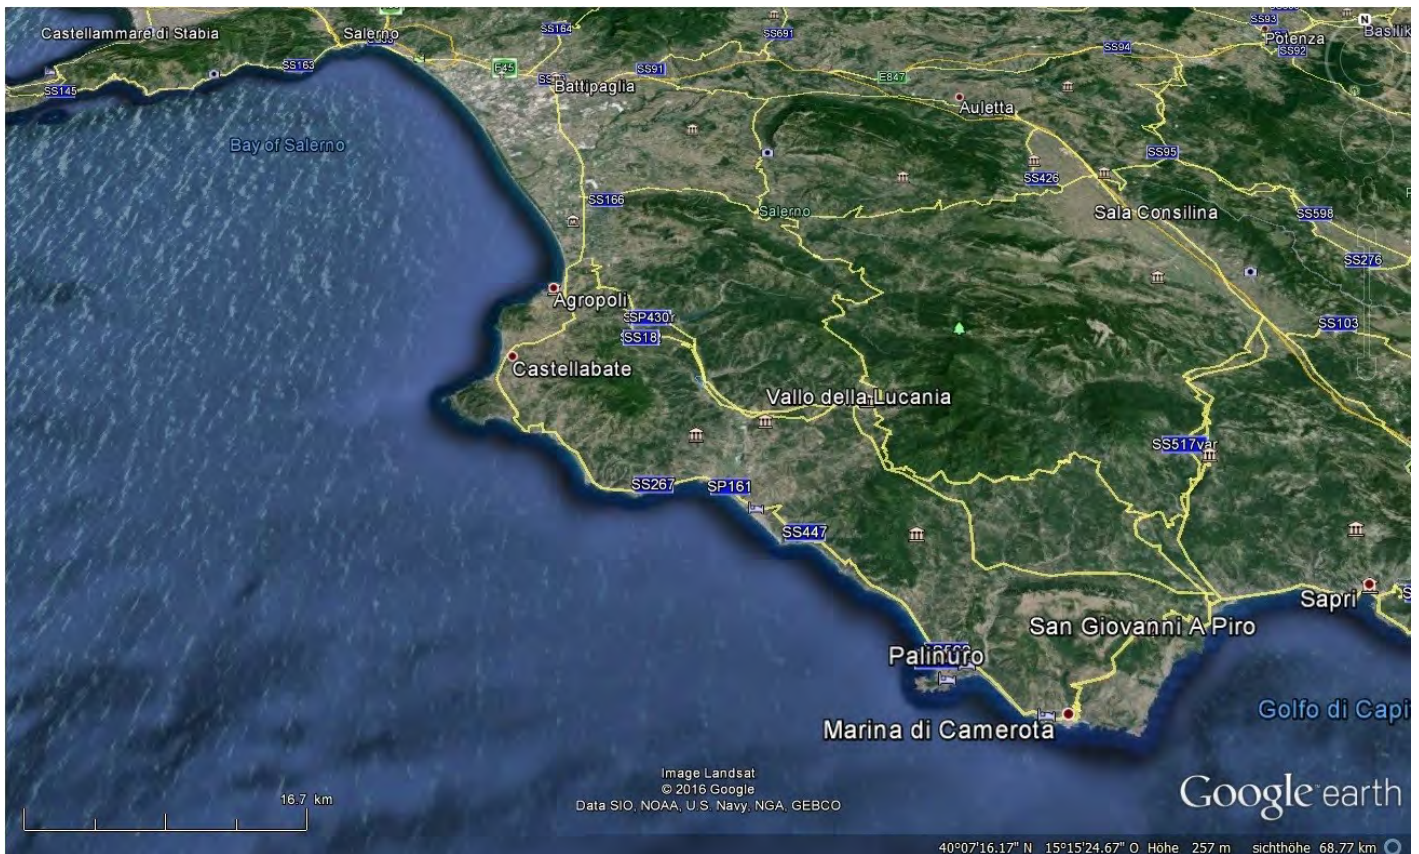 Castellammare di Stabia
Salerno
SS164
SS691
SS93
N
Potenza
SS92
SS94
SS163
E45
SS91
E847
SS145
Battipaglia
Auletta
Bay of Salerno
SS95
SS426
SS166
Salerno
Sala Consilina
SS598
SS276
Agropoli
SP430r
SS18
SS103
Castellabate
Vallo della Lucania
SS517var
SS267
SP161
SS447
Sapri
San Giovanni A Piro
Palinuro
Golfo di Capi
Marina di Camerota
Image Landsat
© 2016 Google
Data SIO, NOAA, U.S. Navy, NGA, GEBCO
16.7 km
Google earth
40°07'16.17" N 15°15'24.67" O Höhe 257 m sichthöhe 68.77 km